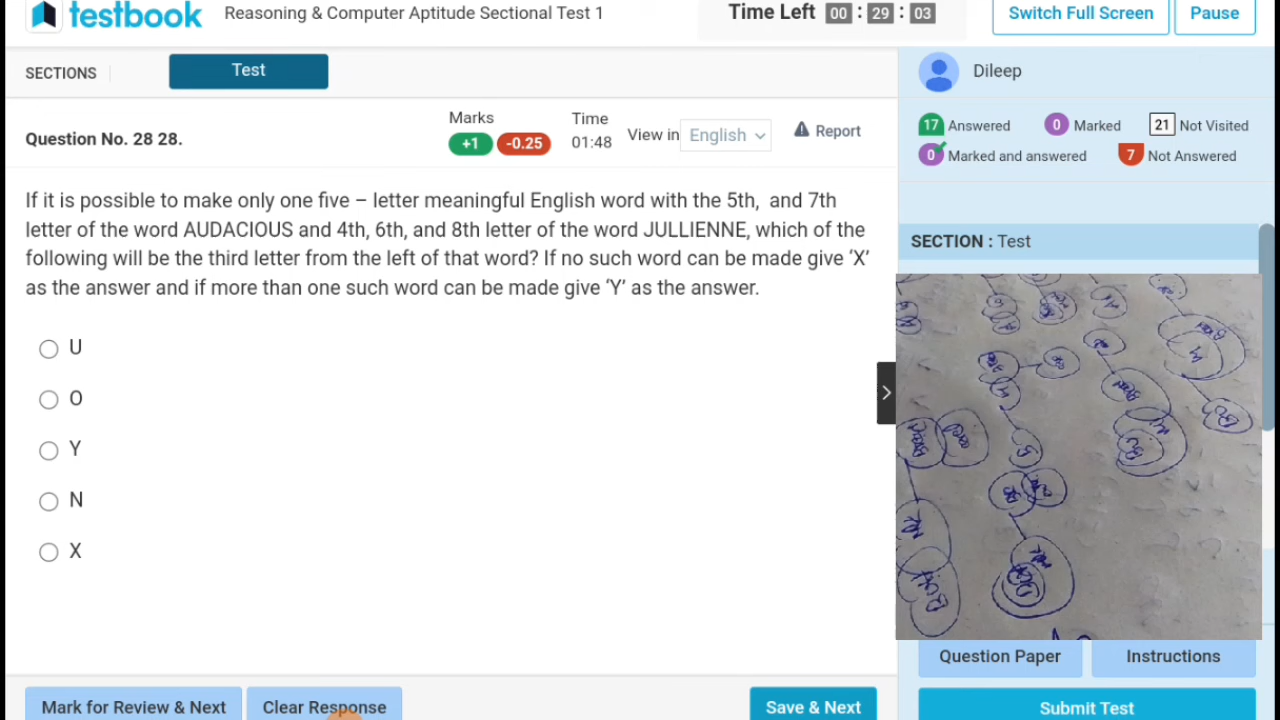 testbook Reasoning & Computer Aptitude Sectional Test 1 Time Left 00 : 29 : 03 Switch Full Screen Pause
SECTIONS Test
Dileep
Question No. 28 28.
Marks
+1 -0.25
Time
01:48
View in English
Report
17 Answered 0 Marked 21 Not Visited
0 Marked and answered 7 Not Answered
If it is possible to make only one five – letter meaningful English word with the 5th, and 7th
letter of the word AUDACIOUS and 4th, 6th, and 8th letter of the word JULLIENNE, which of the
following will be the third letter from the left of that word? If no such word can be made give ‘X’
as the answer and if more than one such word can be made give ‘Y’ as the answer.
U
O
Y
N
X
SECTION : Test
Question Paper Instructions
Mark for Review & Next Clear Response Save & Next Submit Test